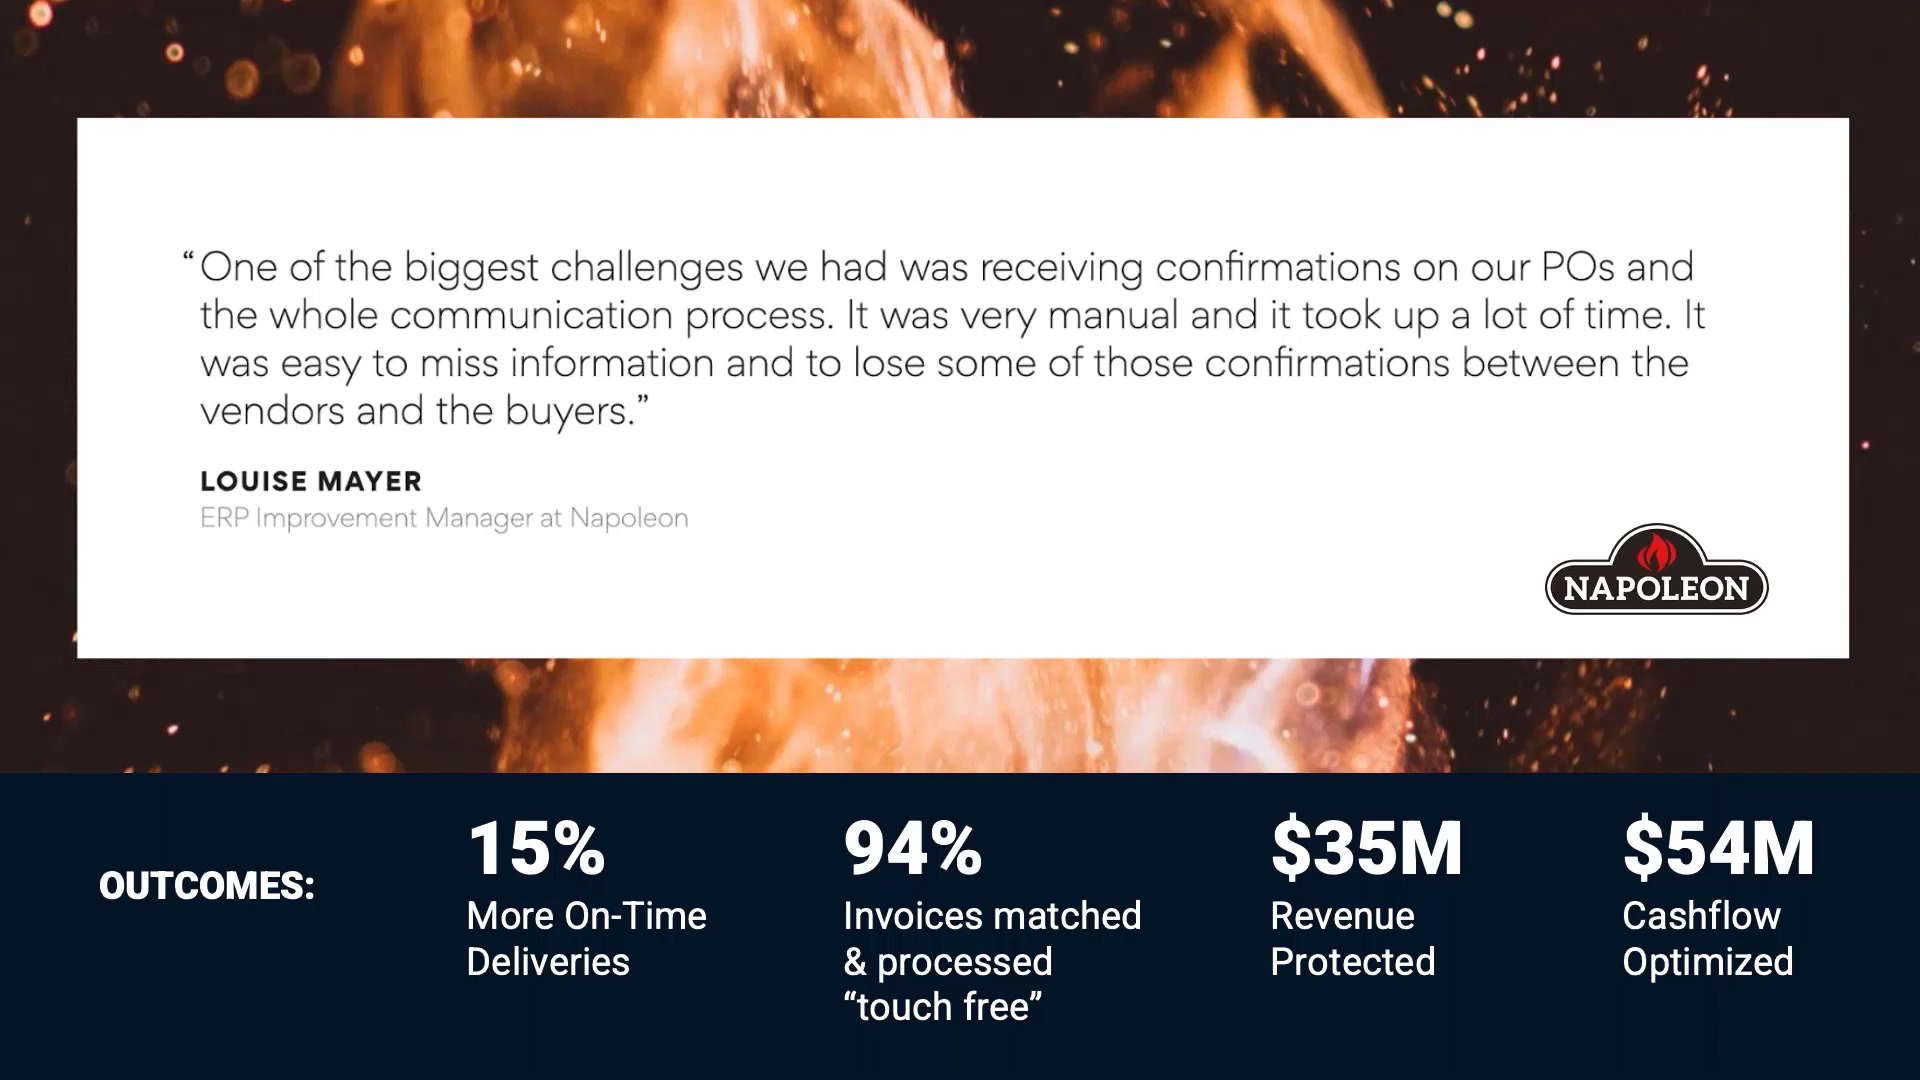 “One of the biggest challenges we had was receiving confirmations on our POs and
the whole communication process. It was very manual and it took up a lot of time. It
was easy to miss information and to lose some of those confirmations between the
vendors and the buyers.”
LOUISE MAYER
ERP Improvement Manager at Napoleon
NAPOLEON
OUTCOMES:
15%
More On-Time
Deliveries
94%
Invoices matched
& processed
“touch free”
$35M
Revenue
Protected
$54M
Cashflow
Optimized